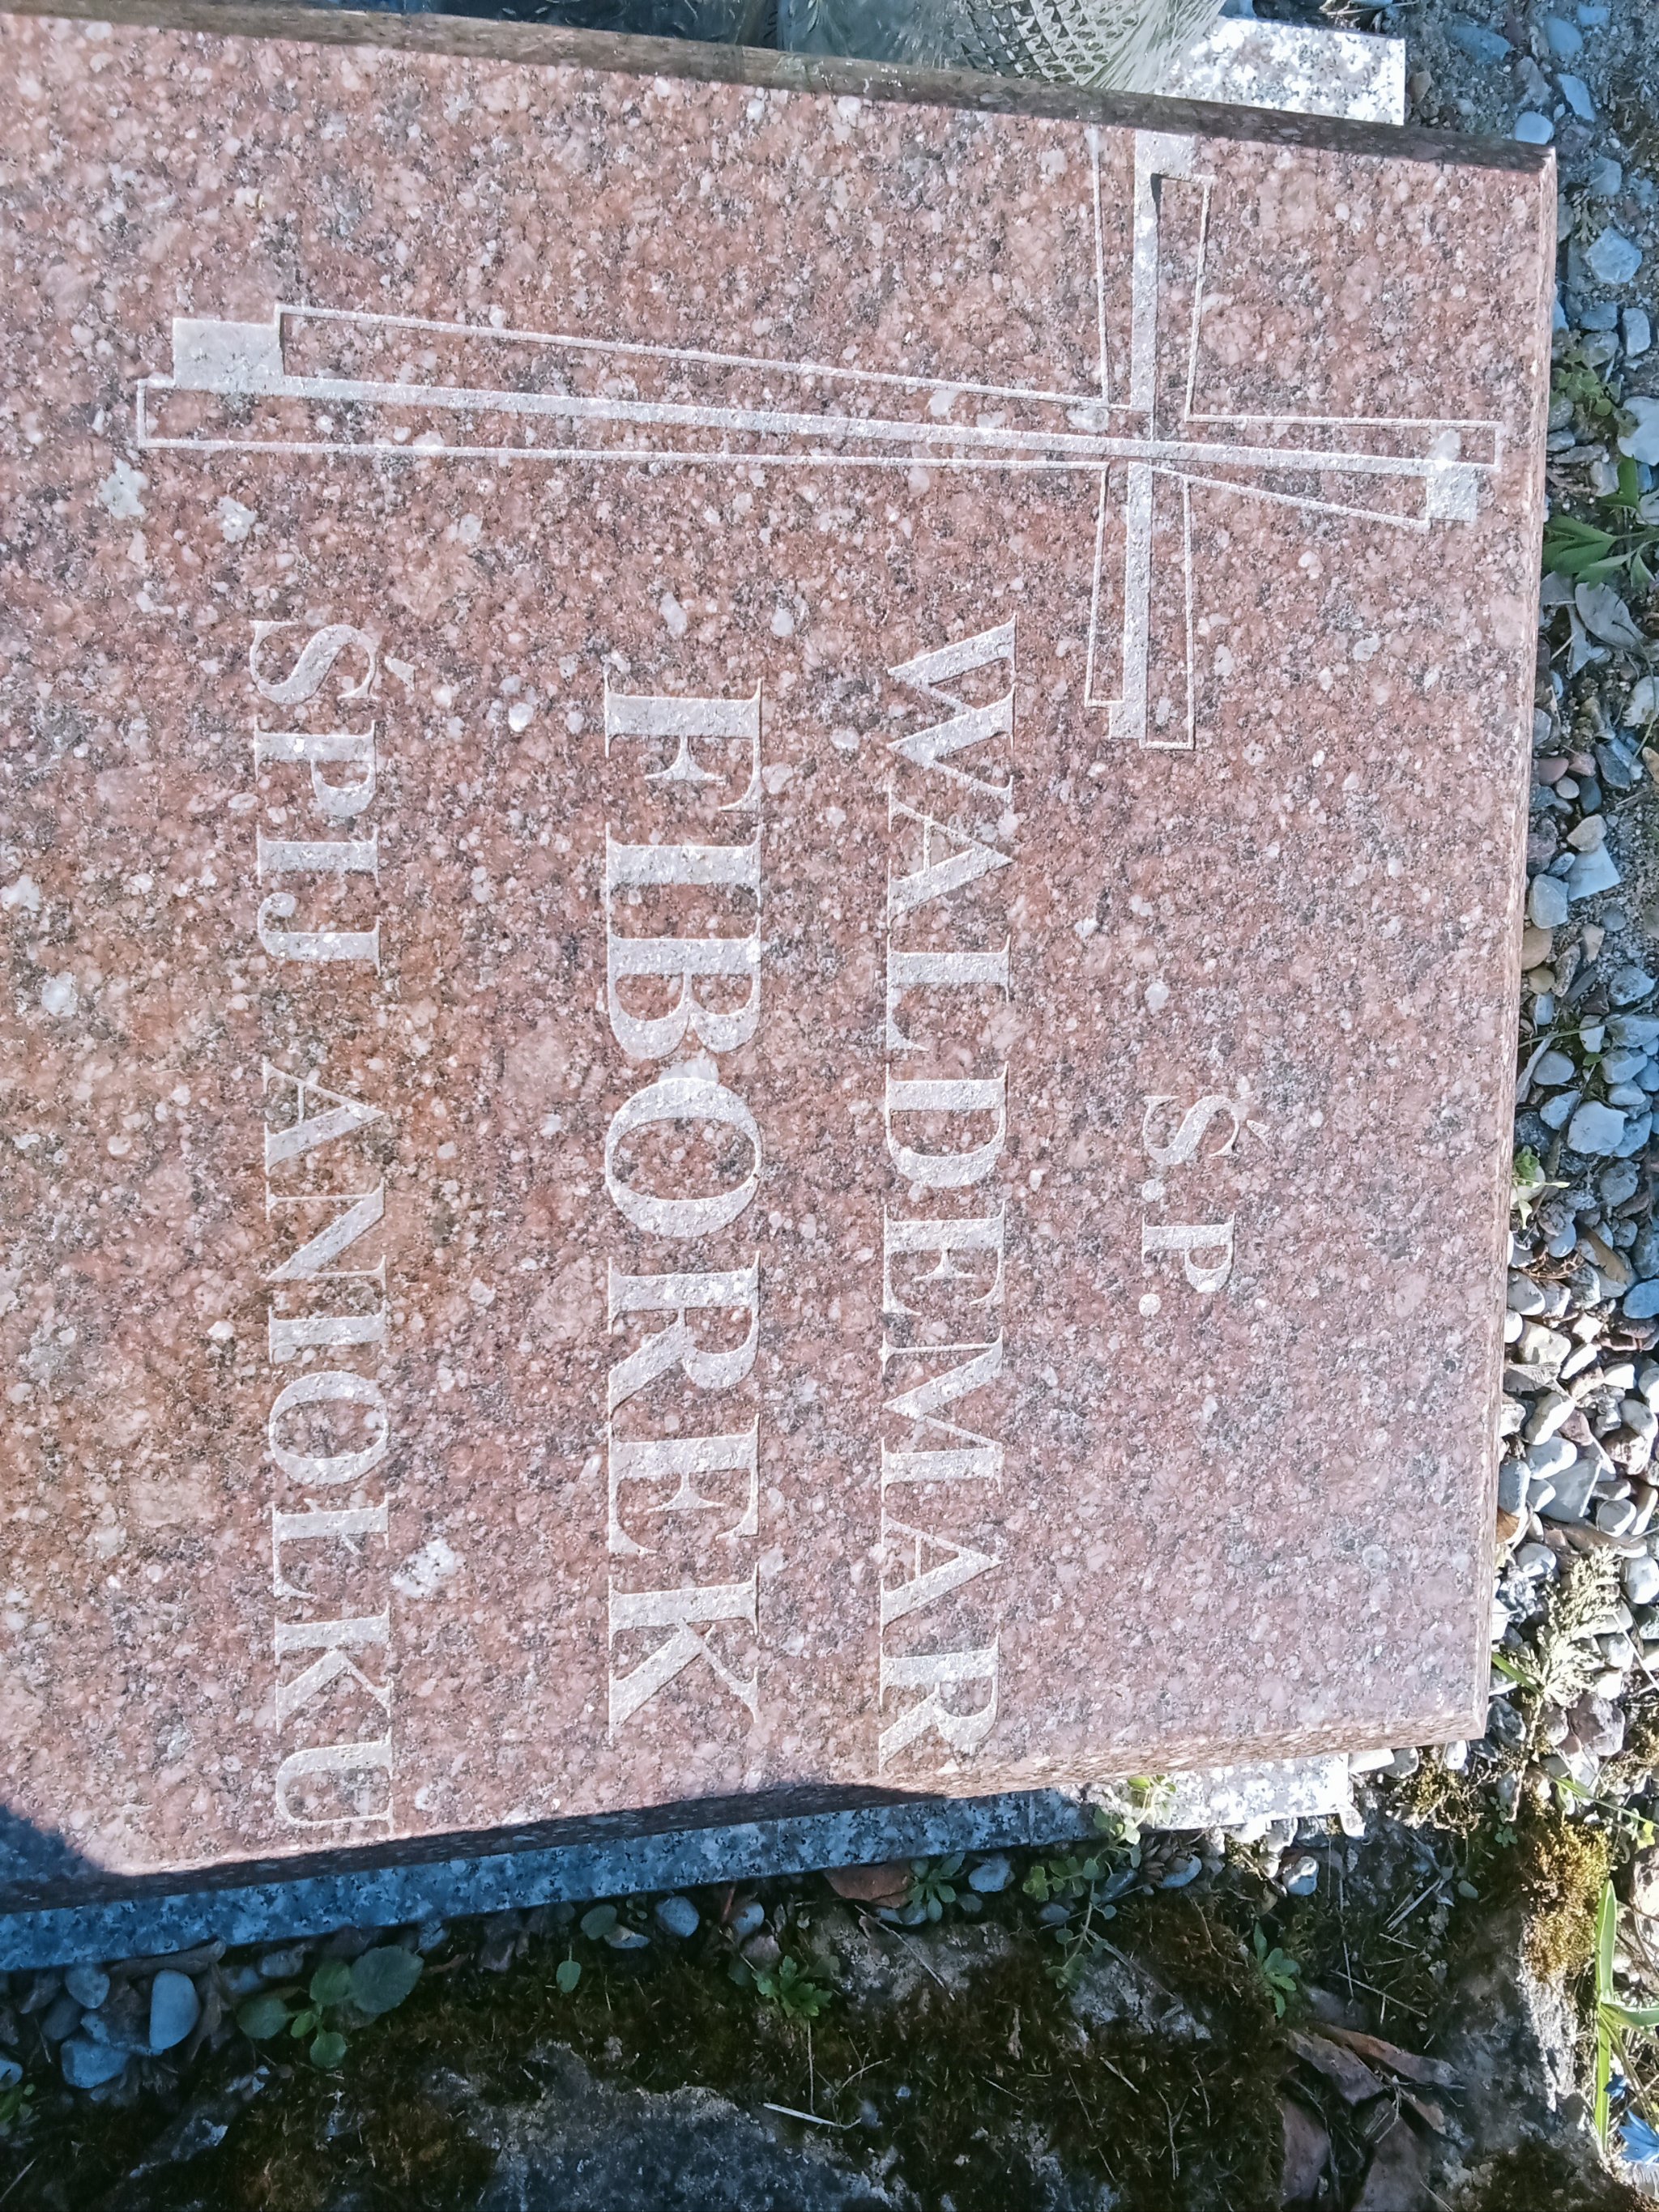 Ś.P.
WALDEMAR
FIBOREK
ŚPIJ ANIOŁKU